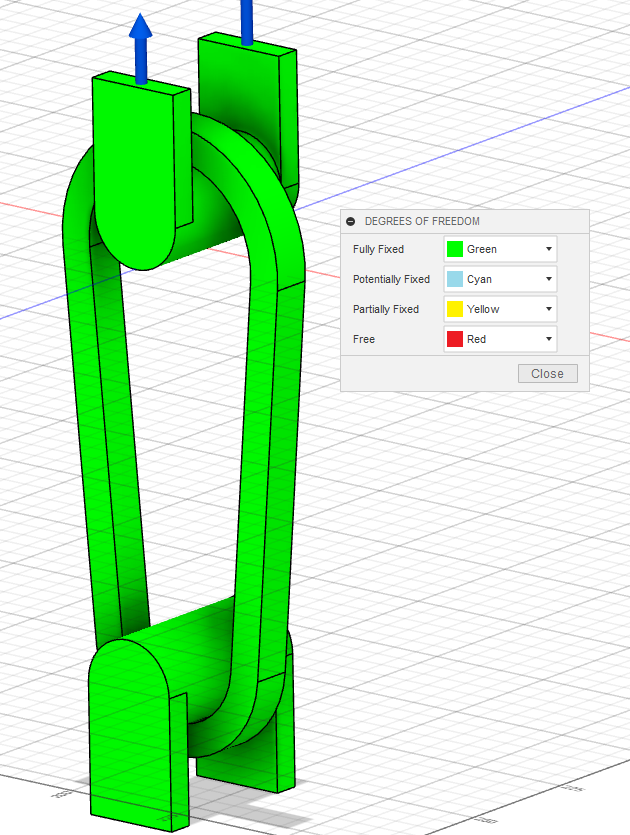 DEGREES OF FREEDOM
Fully Fixed Green
Potentially Fixed Cyan
Partially Fixed Yellow
Free Red
Close